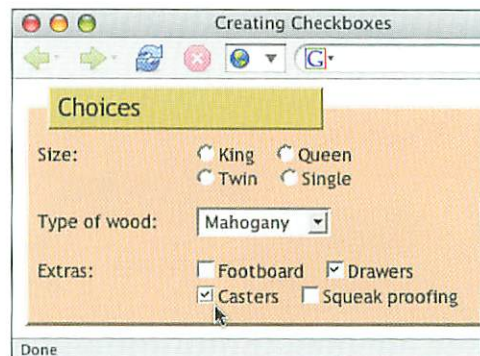 Creating Checkboxes
G
Choices
Size: King Queen
Twin Single
Type of wood: Mahogany
Extras: Footboard Drawers
Casters Squeak proofing
Done